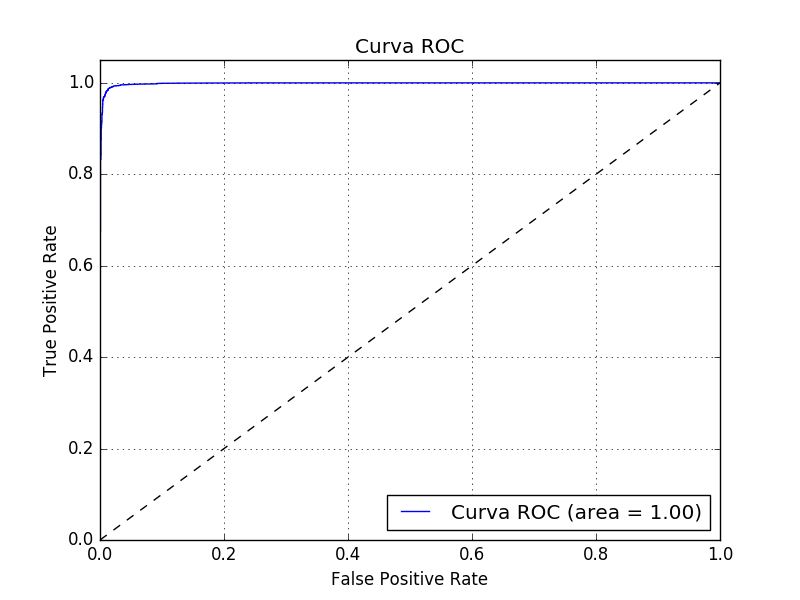 Curva ROC
1.0
0.8
0.6
0.4
0.2
0.0
True Positive Rate
0.0 0.2 0.4 0.6 0.8 1.0
False Positive Rate
Curva ROC (area = 1.00)